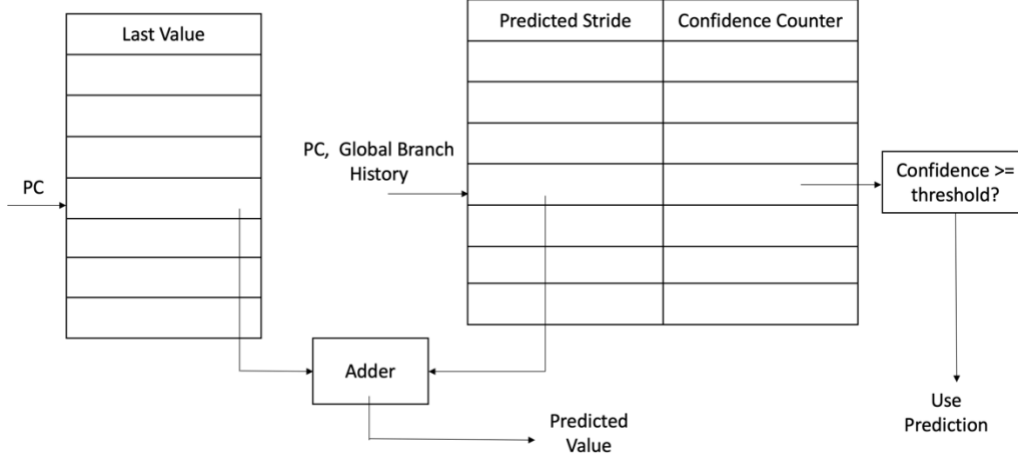 Last Value
Predicted Stride
Confidence Counter
PC
PC, Global Branch
History
Confidence >=
threshold?
Adder
Predicted
Value
Use
Prediction